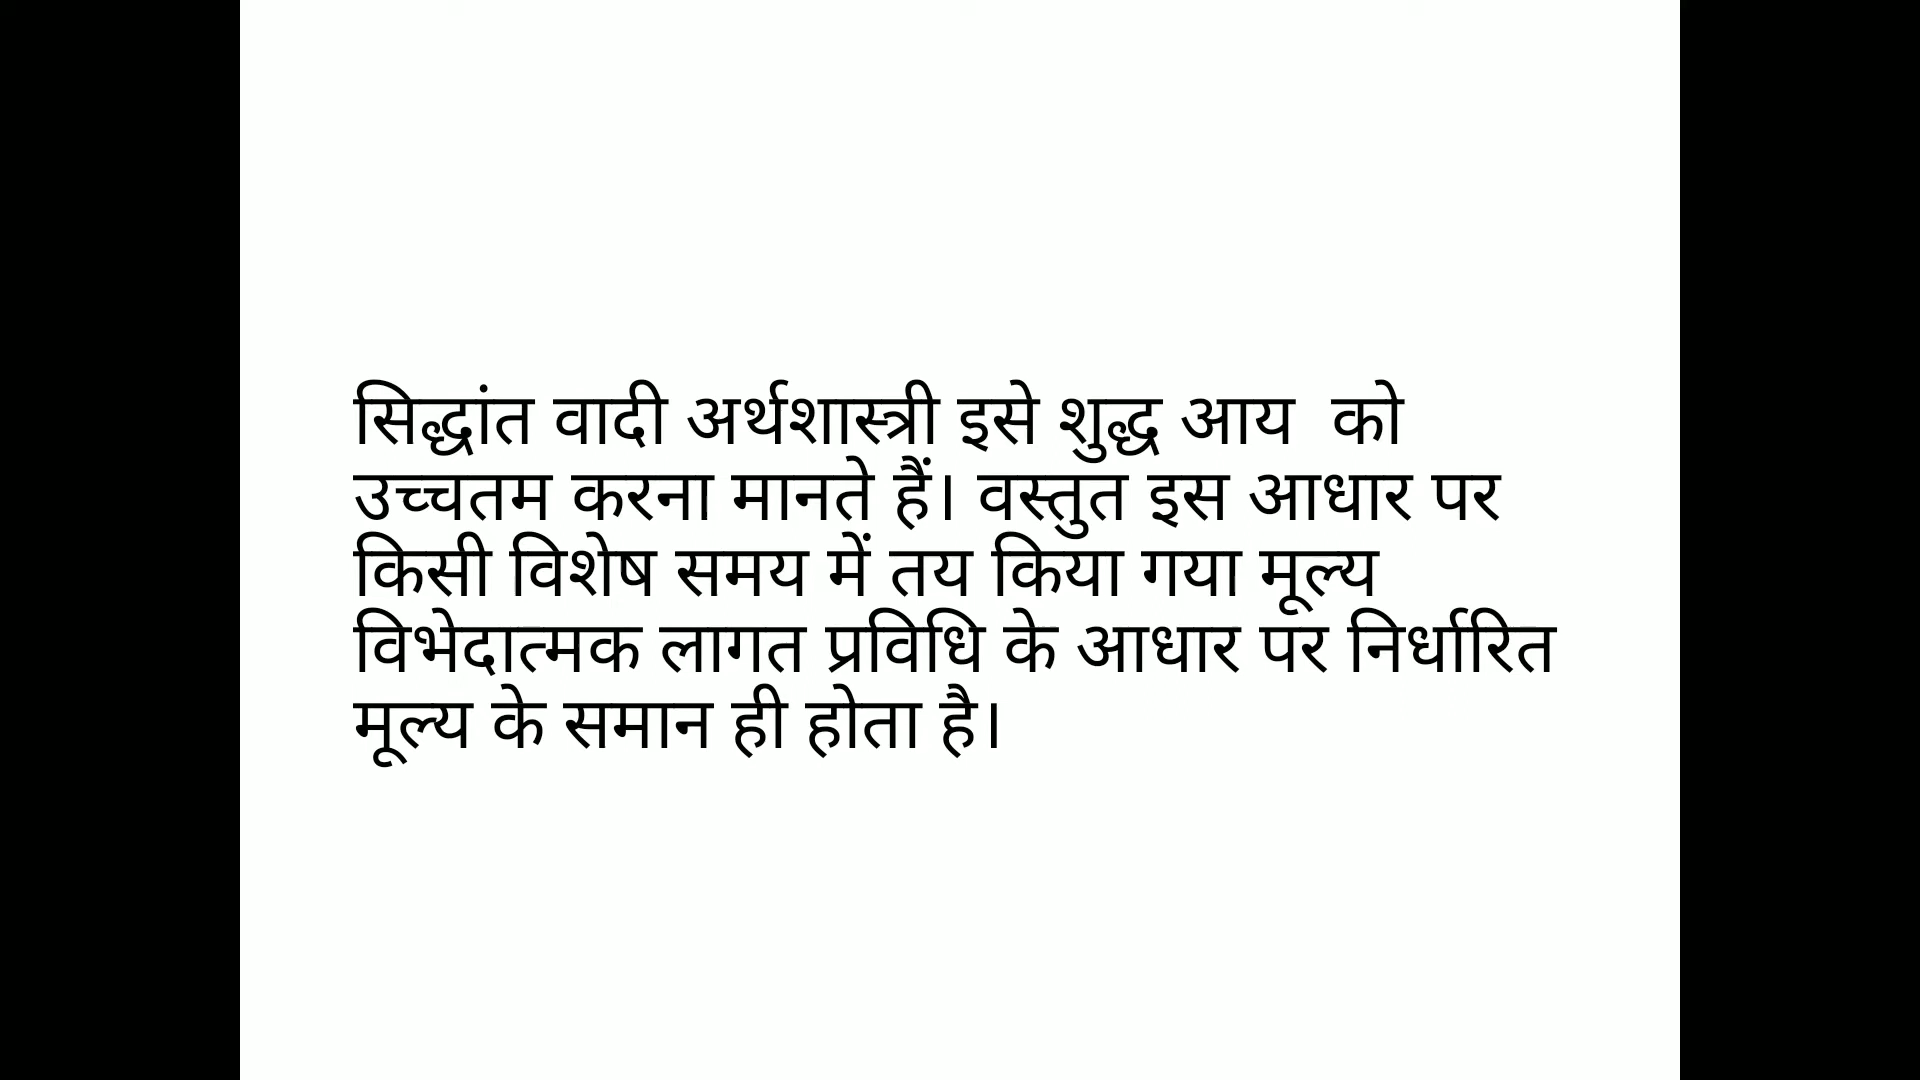 सिद्धांत वादी अर्थशास्त्री इसे शुद्ध आय  को
उच्चतम करना मानते हैं। वस्तुत इस आधार पर
किसी विशेष समय में तय किया गया मूल्य
विभेदात्मक लागत प्रविधि के आधार पर निर्धारित
मूल्य के समान ही होता है।